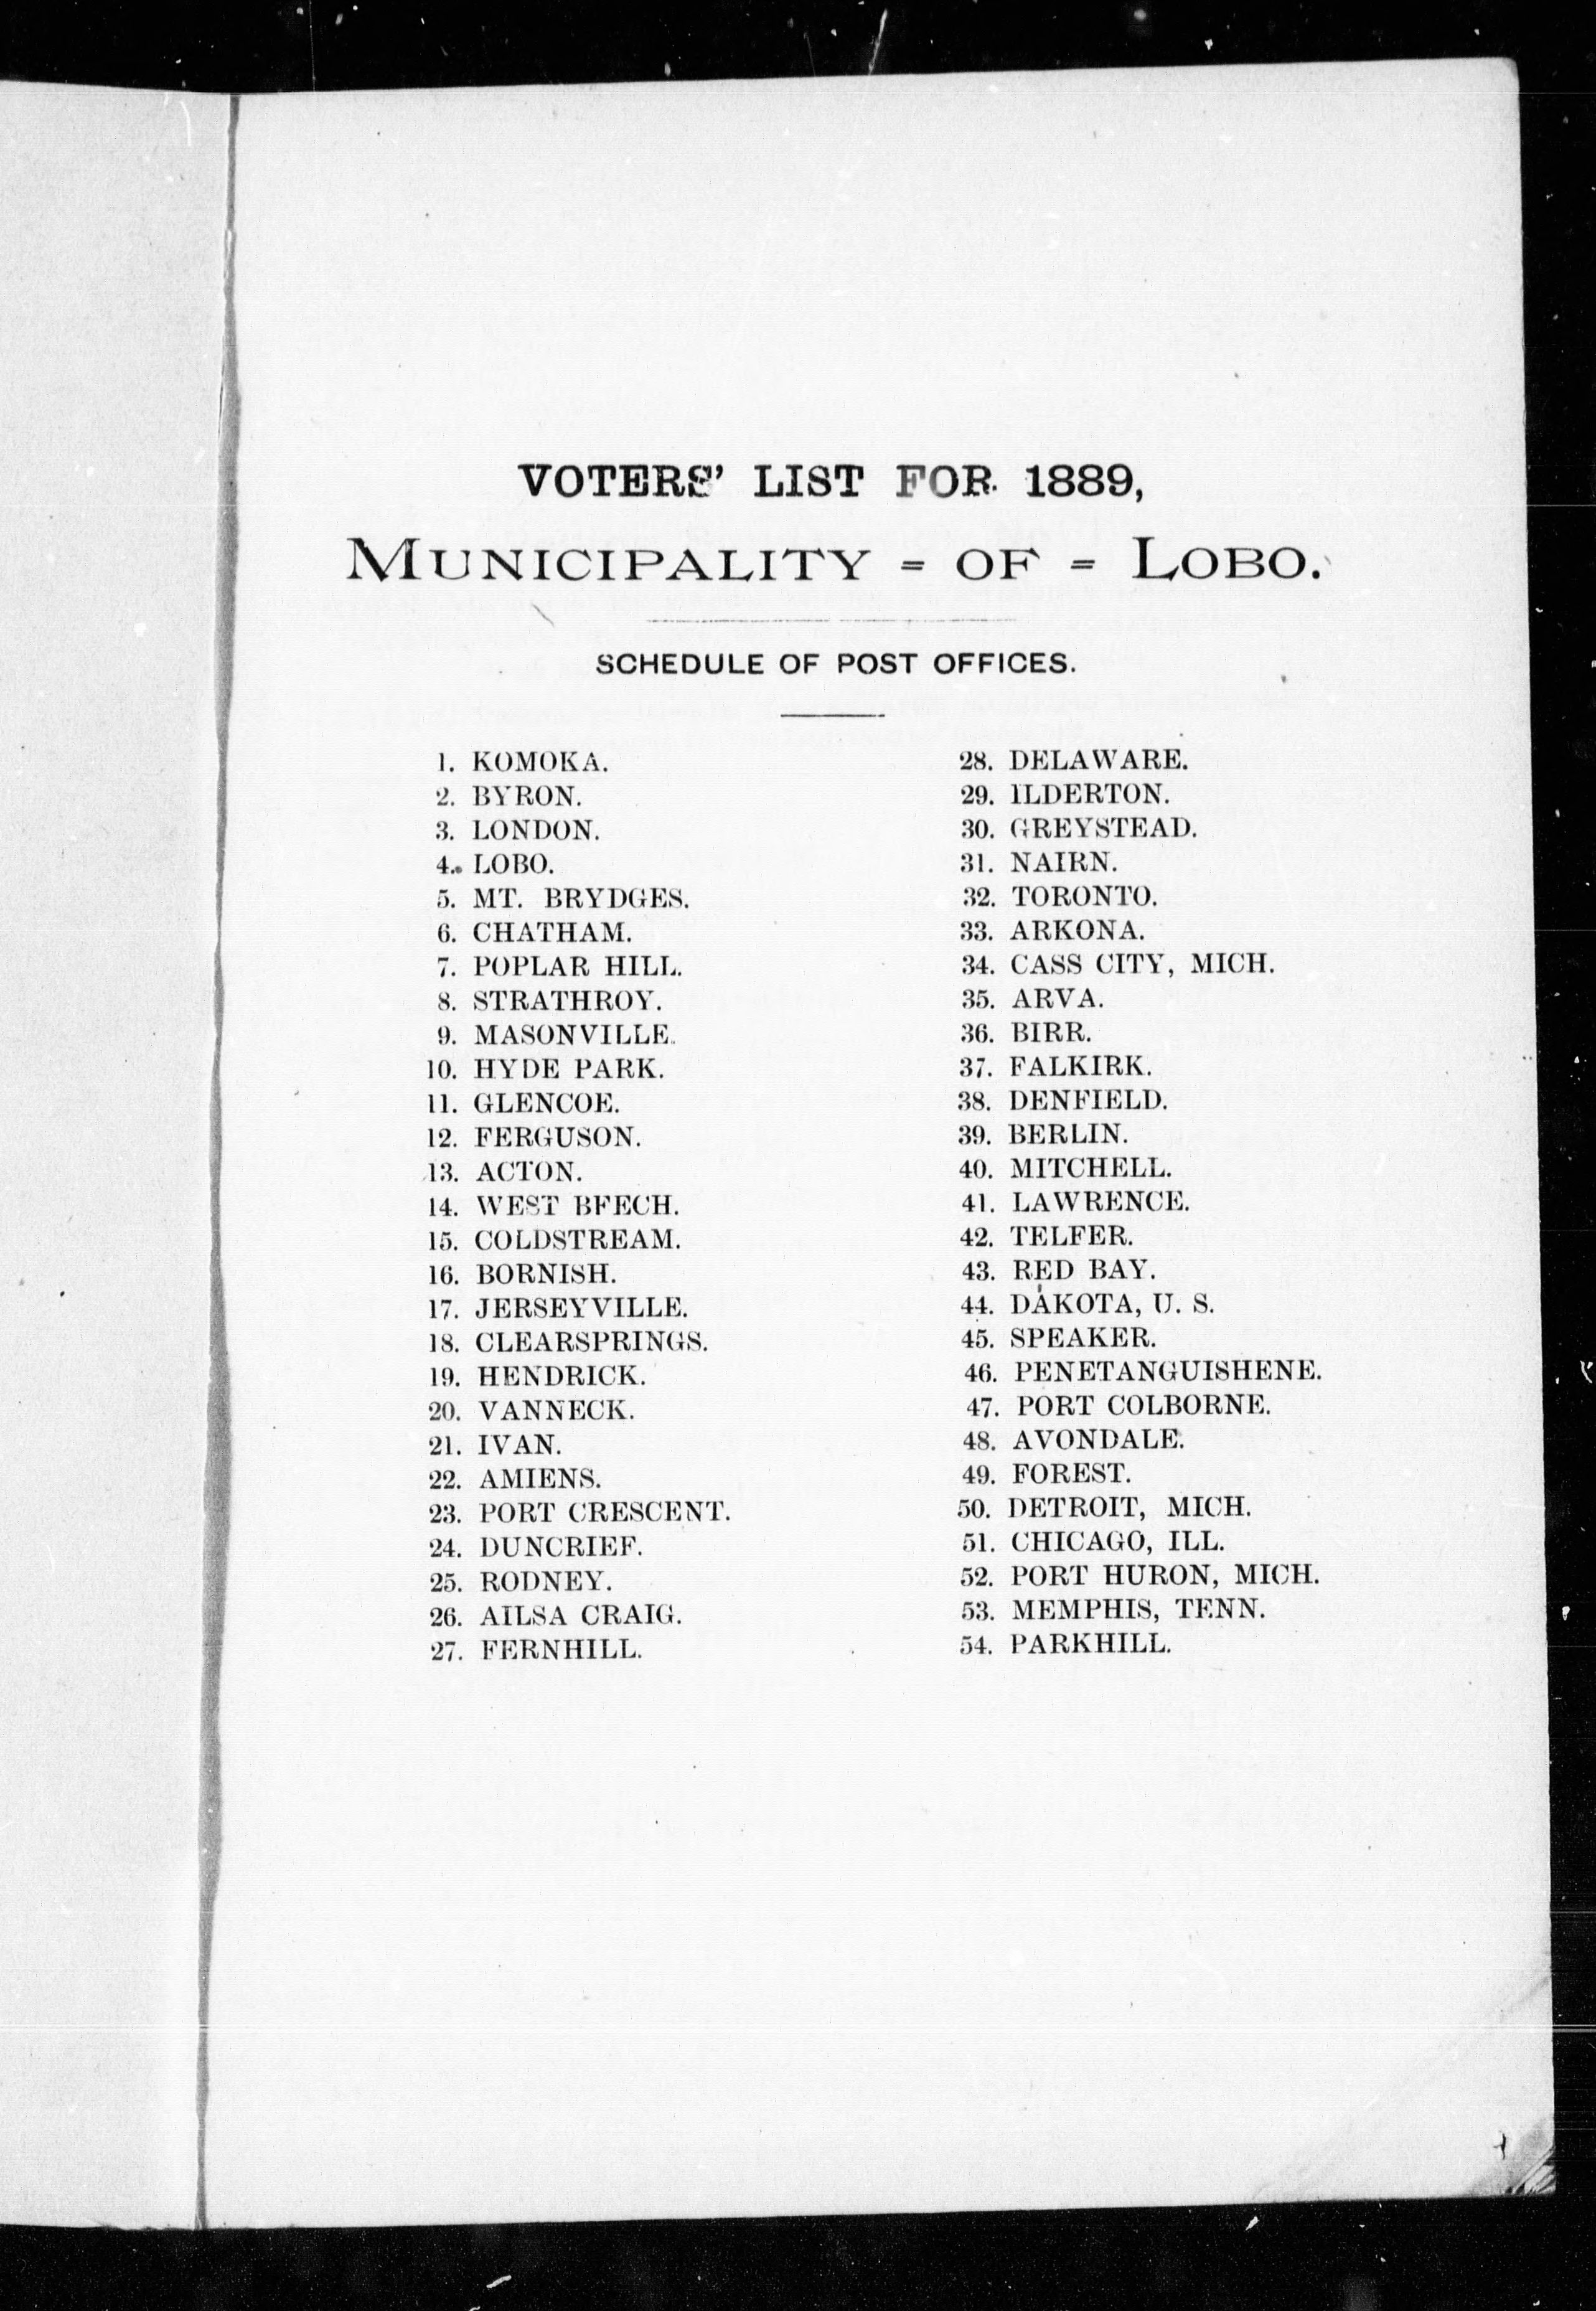 VOTERS' LIST FOR 1889,
MUNICIPALITY = OF = LOBO.
SCHEDULE OF POST OFFICES.
1. KOMOKA.
2. BYRON.
3. LONDON.
4. LOBO.
5. MT. BRYDGES.
6. CHATHAM.
7. POPLAR HILL.
8. STRATHROY.
9. MASONVILLE.
10. HYDE PARK.
11. GLENCOE.
12. FERGUSON.
13. ACTON.
14. WEST BEECH.
15. COLDSTREAM.
16. BORNISH.
17. JERSEYVILLE.
18. CLEARSPRINGS.
19. HENDRICK.
20. VANNECK.
21. IVAN.
22. AMIENS.
23. PORT CRESCENT.
24. DUNCRIEF.
25. RODNEY.
26. AILSA CRAIG.
27. FERNHILL.
28. DELAWARE.
29. ILDERTON.
30. GREYSTEAD.
31. NAIRN.
32. TORONTO.
33. ARKONA.
34. CASS CITY, MICH.
35. ARVA.
36. BIRR.
37. FALKIRK.
38. DENFIELD.
39. BERLIN.
40. MITCHELL.
41. LAWRENCE.
42. TELFER.
43. RED BAY.
44. DAKOTA, U. S.
45. SPEAKER.
46. PENETANGUISHENE.
47. PORT COLBORNE.
48. AVONDALE.
49. FOREST.
50. DETROIT, MICH.
51. CHICAGO, ILL.
52. PORT HURON, MICH.
53. MEMPHIS, TENN.
54. PARKHILL.